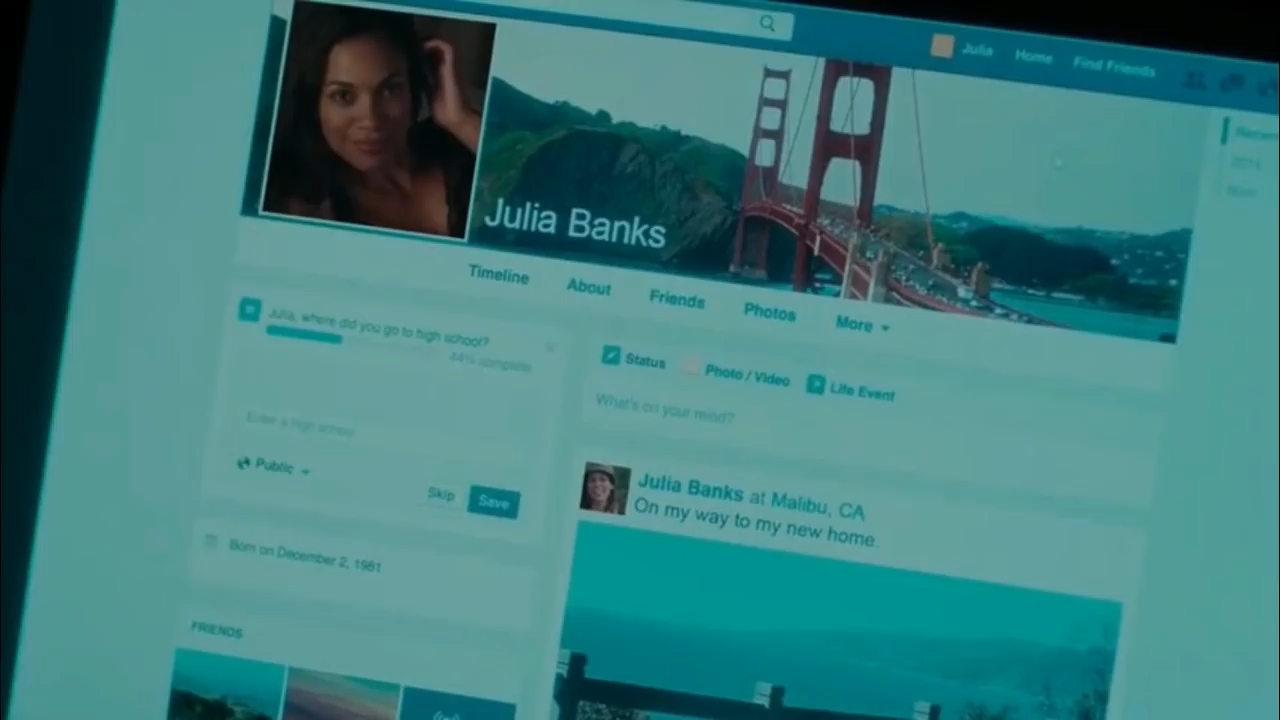 Julia Home Find Friends
Julia Banks
Timeline About Friends Photos More
Julia, where did you go to high school?
44% complete
Enter a high school
Public
Skip Save
Born on December 2, 1981
FRIENDS
Status Photo / Video Life Event
What's on your mind?
Julia Banks at Malibu, CA
On my way to my new home.